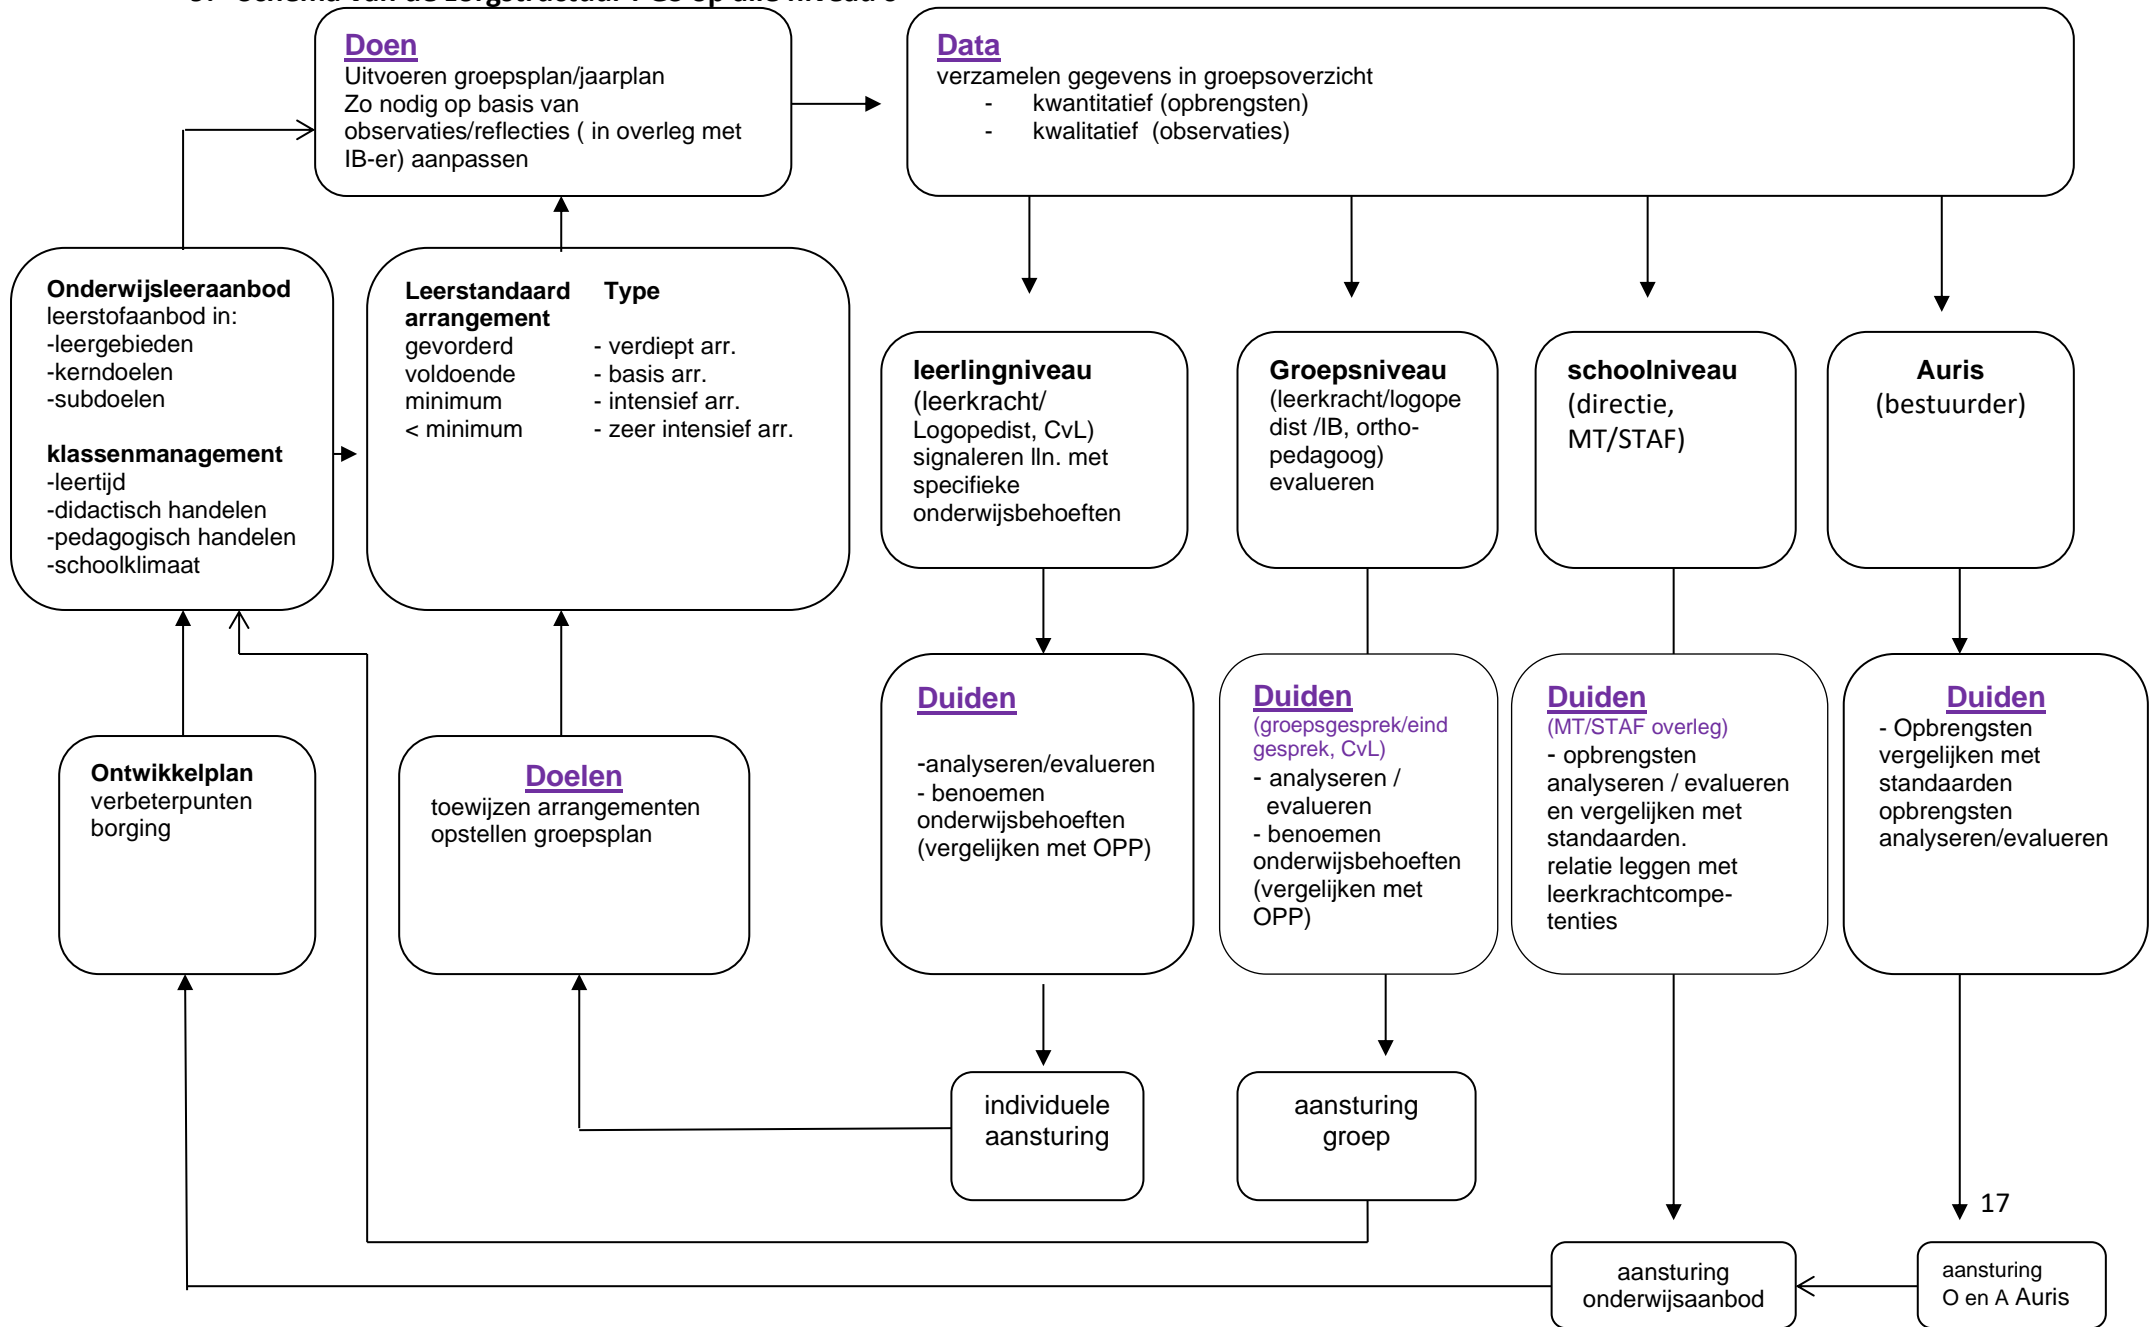 Doen
Uitvoeren groepsplan/jaarplan
Zo nodig op basis van
observaties/reflecties ( in overleg met
IB-er) aanpassen
Data
verzamelen gegevens in groepsoverzicht
- kwantitatief (opbrengsten)
- kwalitatief (observaties)
Onderwijsleeraanbod
leerstofaanbod in:
-leergebieden
-kerndoelen
-subdoelen
klassenmanagement
-leertijd
-didactisch handelen
-pedagogisch handelen
-schoolklimaat
Leerstandaard Type
arrangement
gevorderd - verdiept arr.
voldoende - basis arr.
minimum - intensief arr.
< minimum - zeer intensief arr.
leerlingniveau
(leerkracht/
Logopedist, CvL)
signaleren lln. met
specifieke
onderwijsbehoeften
Groepsniveau
(leerkracht/logope
dist /IB, ortho-
pedagoog)
evalueren
schoolniveau
(directie,
MT/STAF)
Auris
(bestuurder)
Ontwikkelplan
verbeterpunten
borging
Doelen
toewijzen arrangementen
opstellen groepsplan
Duiden
-analyseren/evalueren
- benoemen
onderwijsbehoeften
(vergelijken met OPP)
Duiden
(groepsgesprek/eind
gesprek, CvL)
- analyseren /
evalueren
- benoemen
onderwijsbehoeften
(vergelijken met
OPP)
Duiden
(MT/STAF overleg)
- opbrengsten
analyseren / evalueren
en vergelijken met
standaarden.
relatie leggen met
leerkrachtcompe-
tenties
Duiden
- Opbrengsten
vergelijken met
standaarden
opbrengsten
analyseren/evalueren
individuele
aansturing
aansturing
groep
17
aansturing
onderwijsaanbod
aansturing
O en A Auris